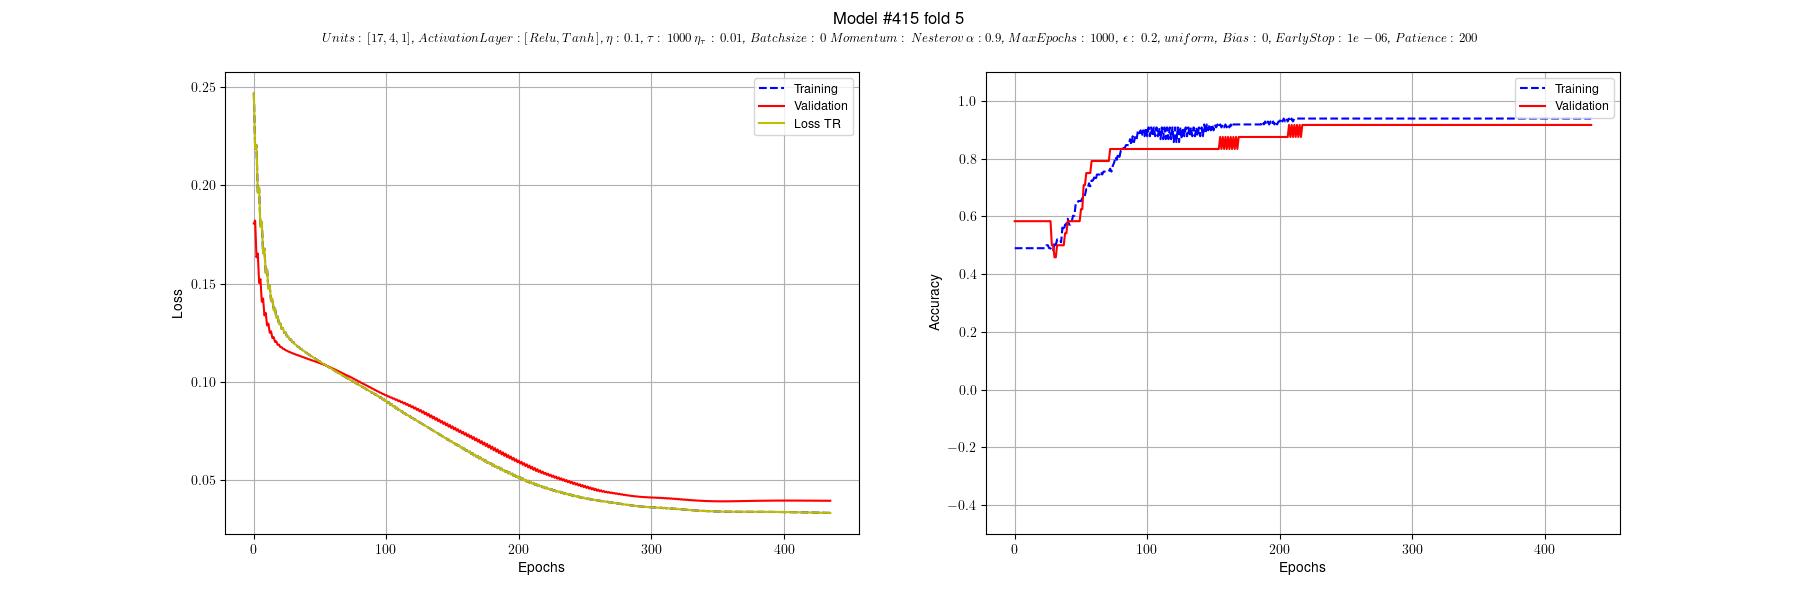 Model #415 fold 5
Units : [17, 4, 1], ActivationLayer : [Relu, Tanh], η : 0.1, τ : 1000 η_τ : 0.01, Batchsize : 0 Momentum : Nesterov α : 0.9, MaxEpochs : 1000, ϵ : 0.2, uniform, Bias : 0, EarlyStop : 1e − 06, Patience : 200
0.25
0.20
0.15
0.10
0.05
Loss
0 100 200 300 400
Epochs
Training
Validation
Loss TR
1.0
0.8
0.6
0.4
0.2
0.0
−0.2
−0.4
Accuracy
0 100 200 300 400
Epochs
Training
Validation